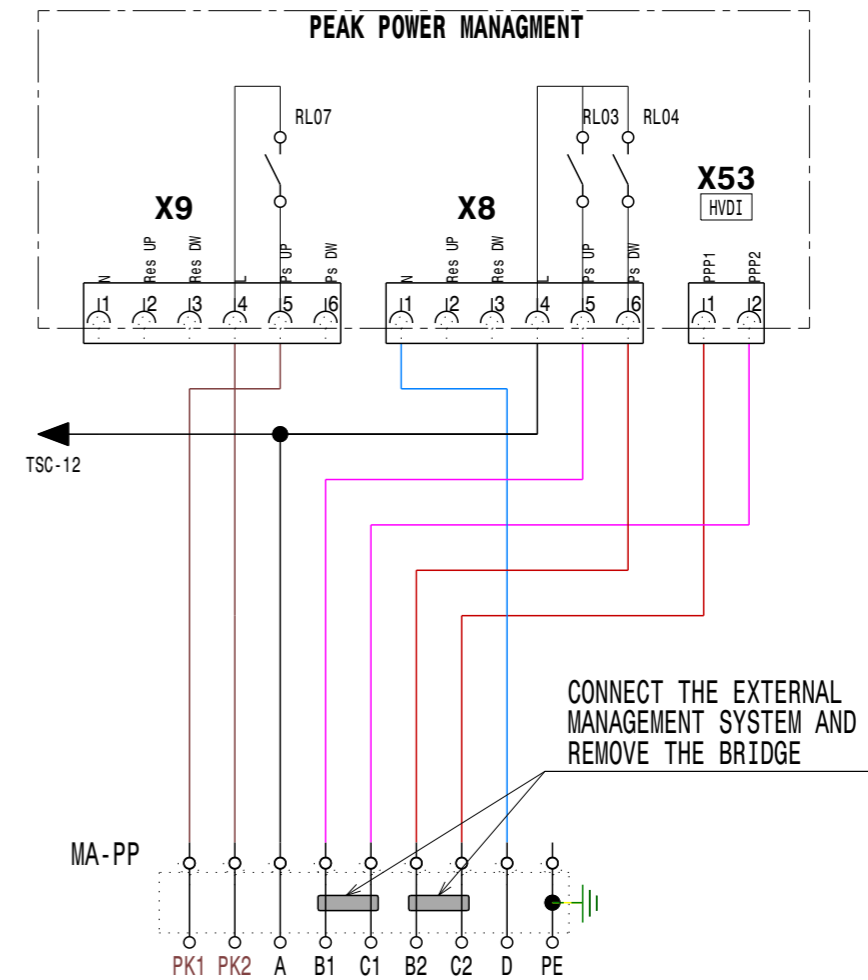 PEAK POWER MANAGMENT
RL07
RL03
RL04
X9
X8
X53
HVDI
N
Res UP
Res DW
L
Ps UP
Ps DW
N
Res UP
Res DW
L
Ps UP
Ps DW
PPP1
PPP2
1 2 3 4 5 6
1 2 3 4 5 6
1 2
TSC-12
CONNECT THE EXTERNAL
MANAGEMENT SYSTEM AND
REMOVE THE BRIDGE
MA-PP
PK1 PK2 A B1 C1 B2 C2 D PE